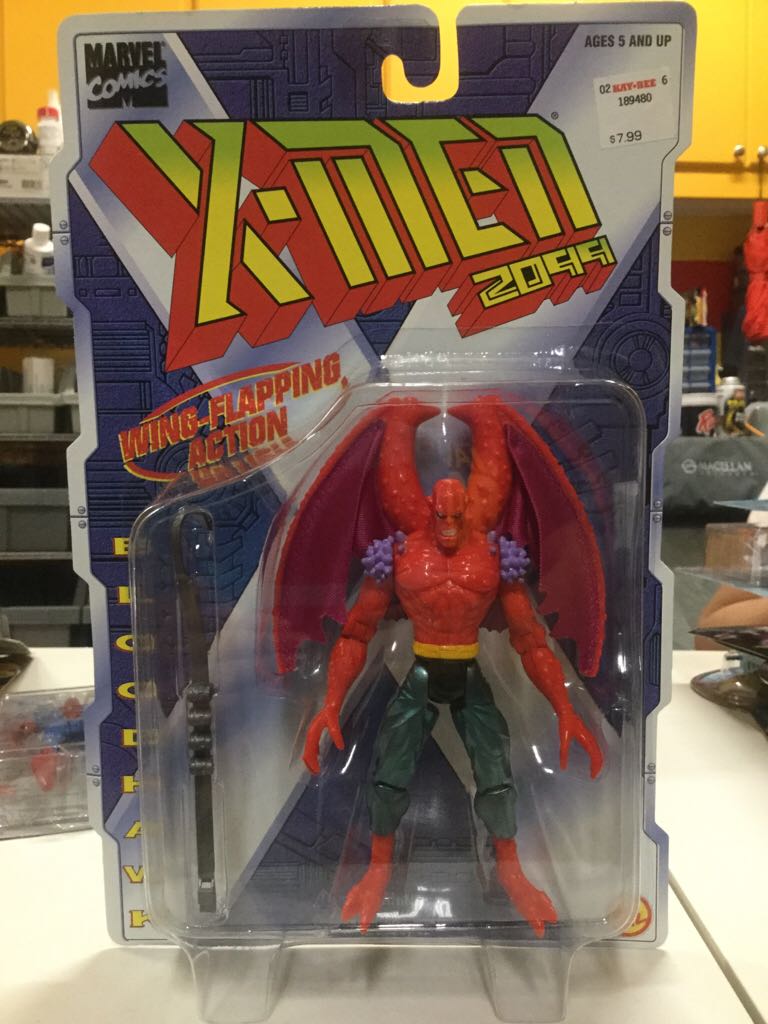 MARVEL
COMICS
M
AGES 5 AND UP
02 KAY-BEE 6
189480
$7.99
X-MEN®
2099
WING-FLAPPING
ACTION
BLOODHAWK
MAGELLAN